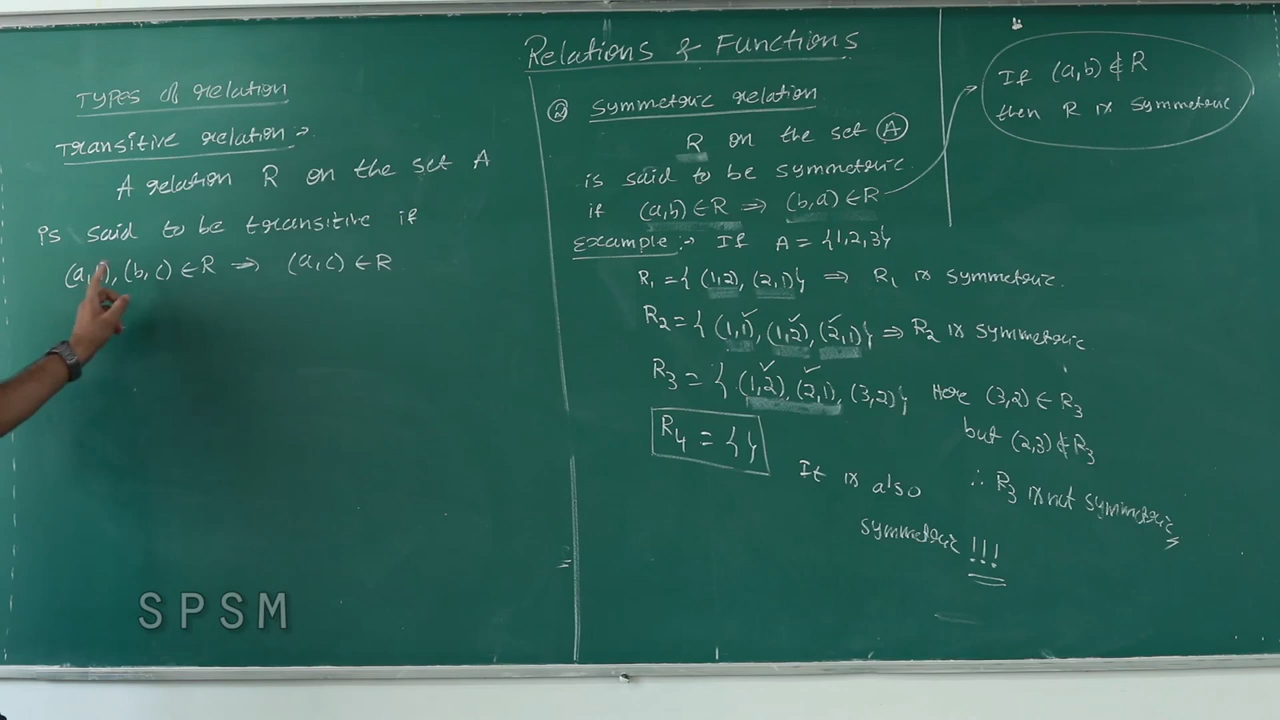 Relations & Functions
Types of relation
Transitive relation :-
A relation R on the set A
is said to be transitive if
(a, ), (b,c) ∈ R ⇒ (a,c) ∈ R
② Symmetric relation
R on the set A
is said to be symmetric
if (a,b) ∈ R ⇒ (b,a) ∈ R
Example :- If A = {1,2,3}
R₁ = { (1,2), (2,1)} ⇒ R₁ is symmetric.
R₂ = { (1,1), (1,2), (2,1)} ⇒ R₂ is symmetric
R₃ = { (1,2), (2,1), (3,2)} Here (3,2) ∈ R₃
but (2,3) ∉ R₃
∴ R₃ is not symmetric
R₄ = { }
It is also
symmetric !!!
If (a,b) ∉ R
then R is symmetric
SPSM